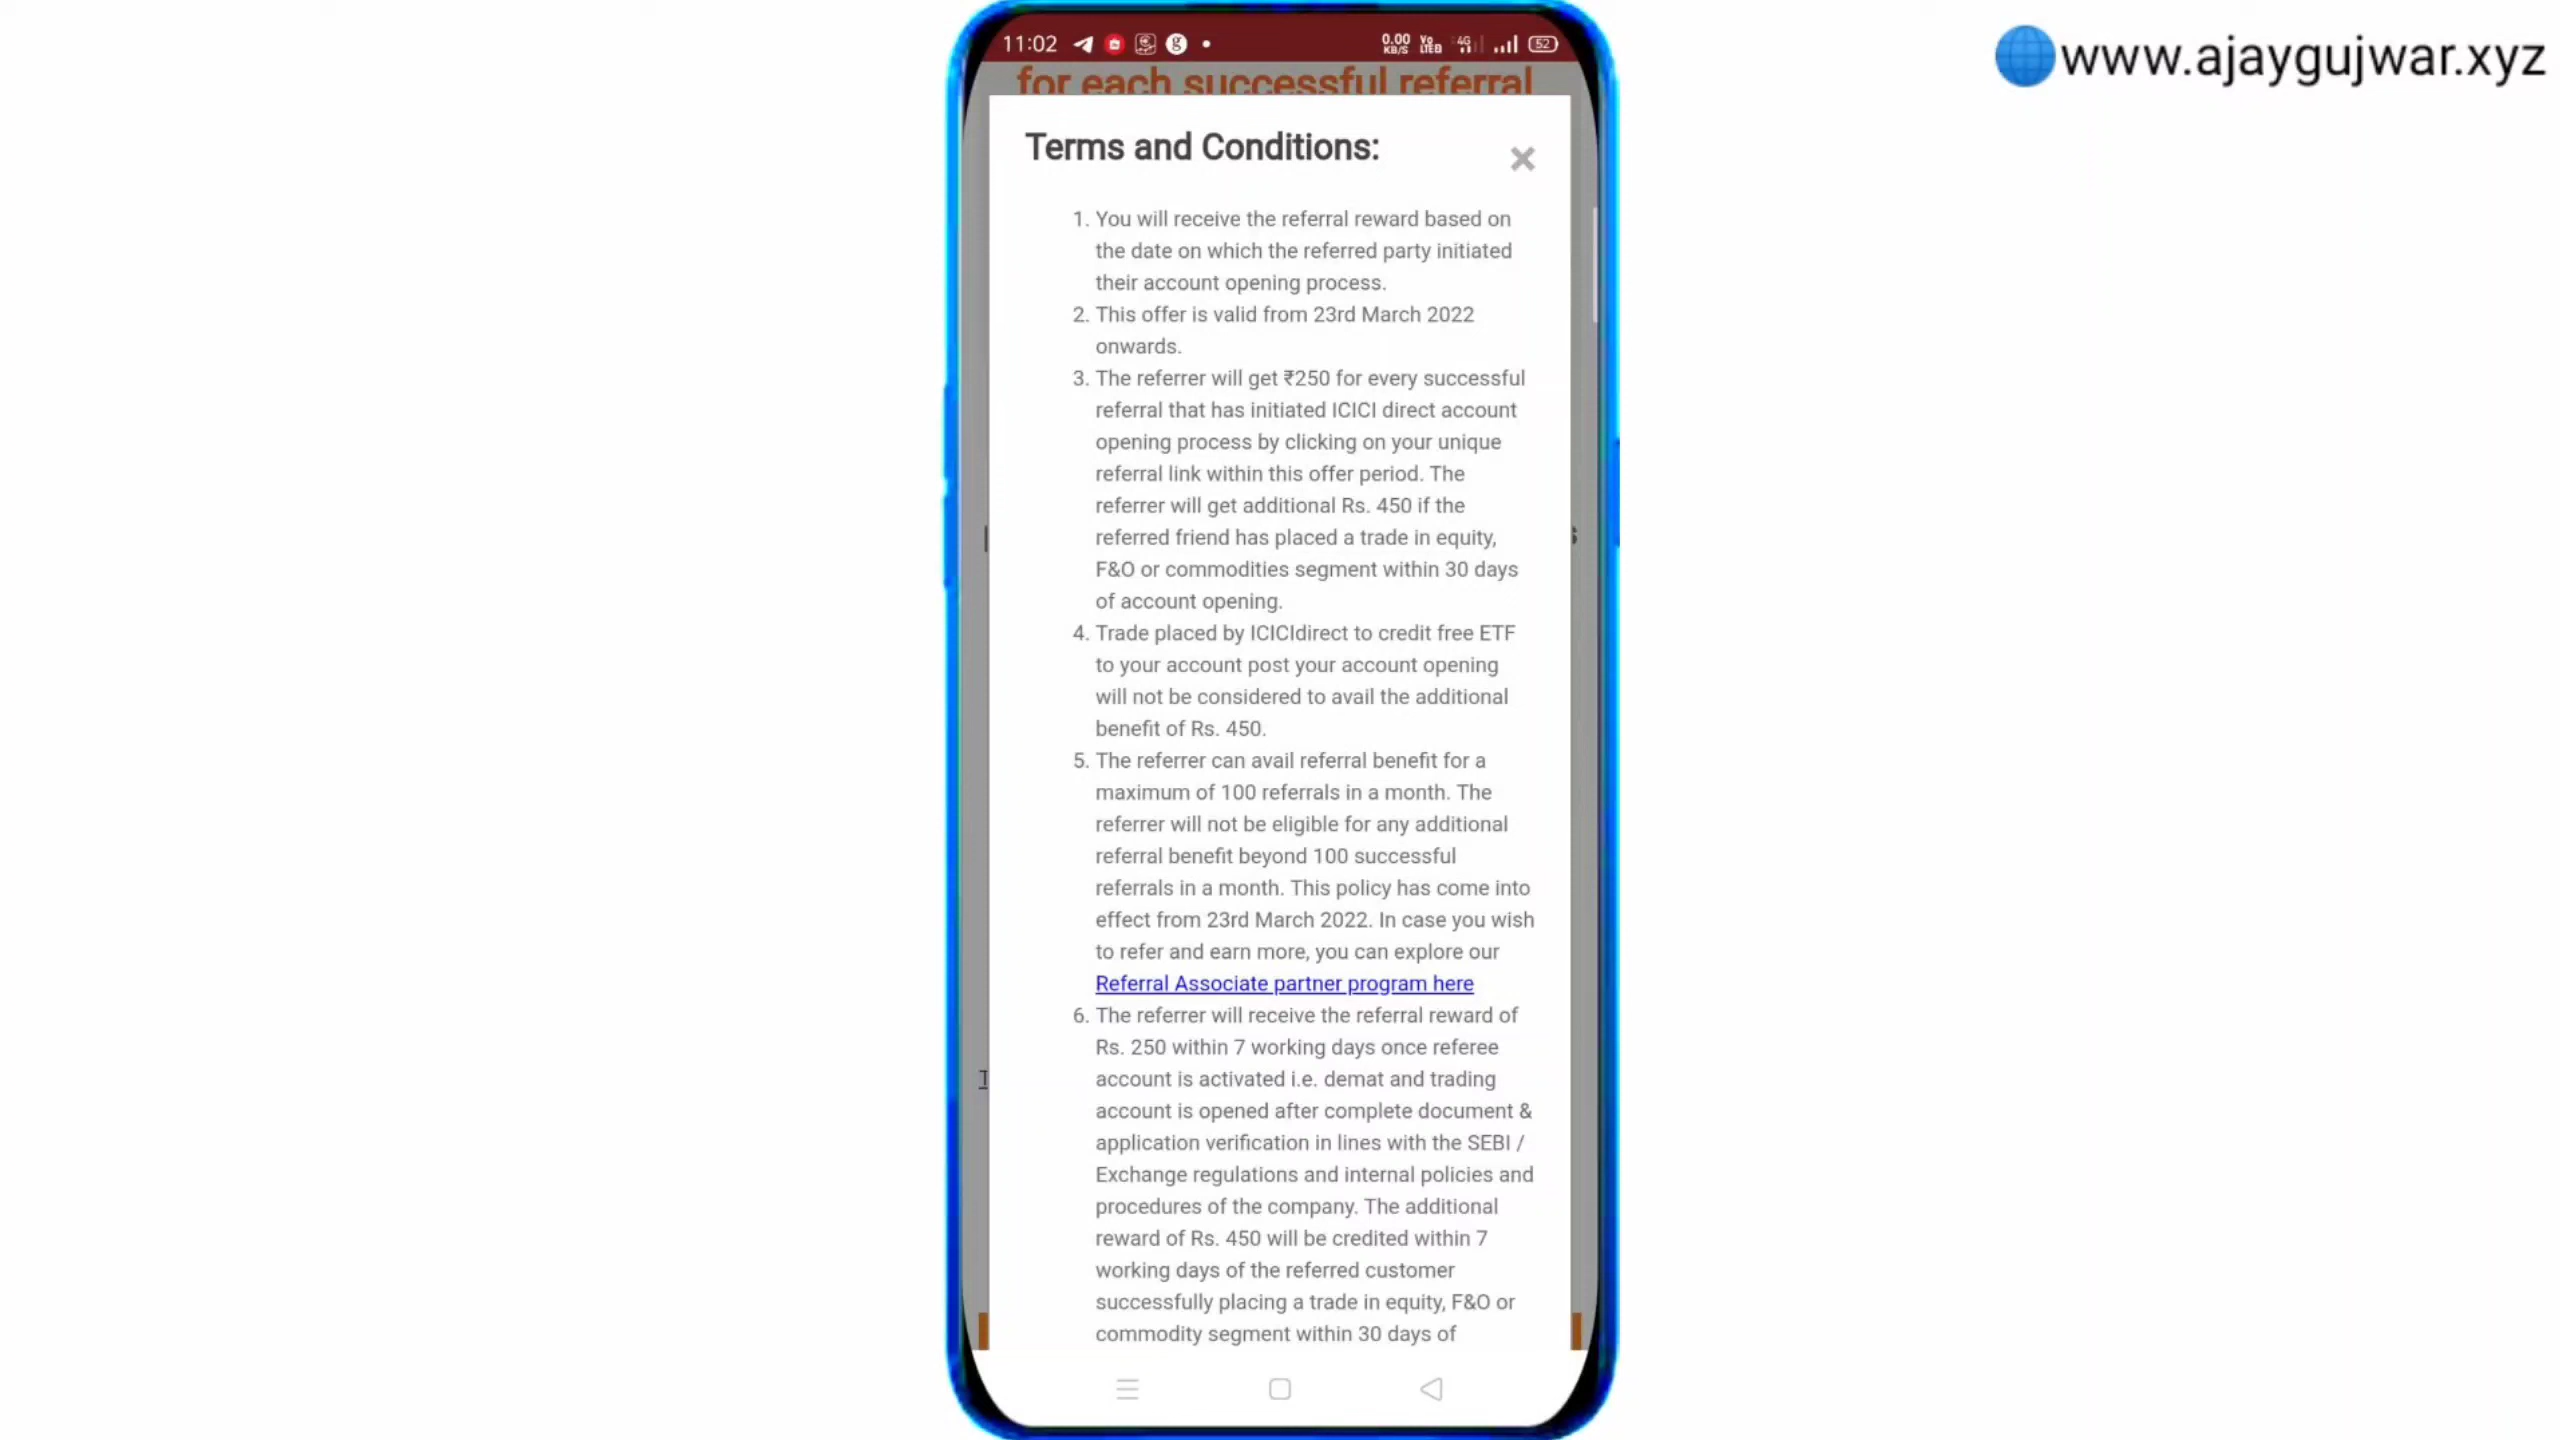 www.ajaygujwar.xyz
11:02
0.00 KB/S Vo LTE 4G 52
for each successful referral
Terms and Conditions:
1. You will receive the referral reward based on
the date on which the referred party initiated
their account opening process.
2. This offer is valid from 23rd March 2022
onwards.
3. The referrer will get ₹250 for every successful
referral that has initiated ICICI direct account
opening process by clicking on your unique
referral link within this offer period. The
referrer will get additional Rs. 450 if the
referred friend has placed a trade in equity,
F&O or commodities segment within 30 days
of account opening.
4. Trade placed by ICICIdirect to credit free ETF
to your account post your account opening
will not be considered to avail the additional
benefit of Rs. 450.
5. The referrer can avail referral benefit for a
maximum of 100 referrals in a month. The
referrer will not be eligible for any additional
referral benefit beyond 100 successful
referrals in a month. This policy has come into
effect from 23rd March 2022. In case you wish
to refer and earn more, you can explore our
Referral Associate partner program here
6. The referrer will receive the referral reward of
Rs. 250 within 7 working days once referee
account is activated i.e. demat and trading
account is opened after complete document &
application verification in lines with the SEBI /
Exchange regulations and internal policies and
procedures of the company. The additional
reward of Rs. 450 will be credited within 7
working days of the referred customer
successfully placing a trade in equity, F&O or
commodity segment within 30 days of